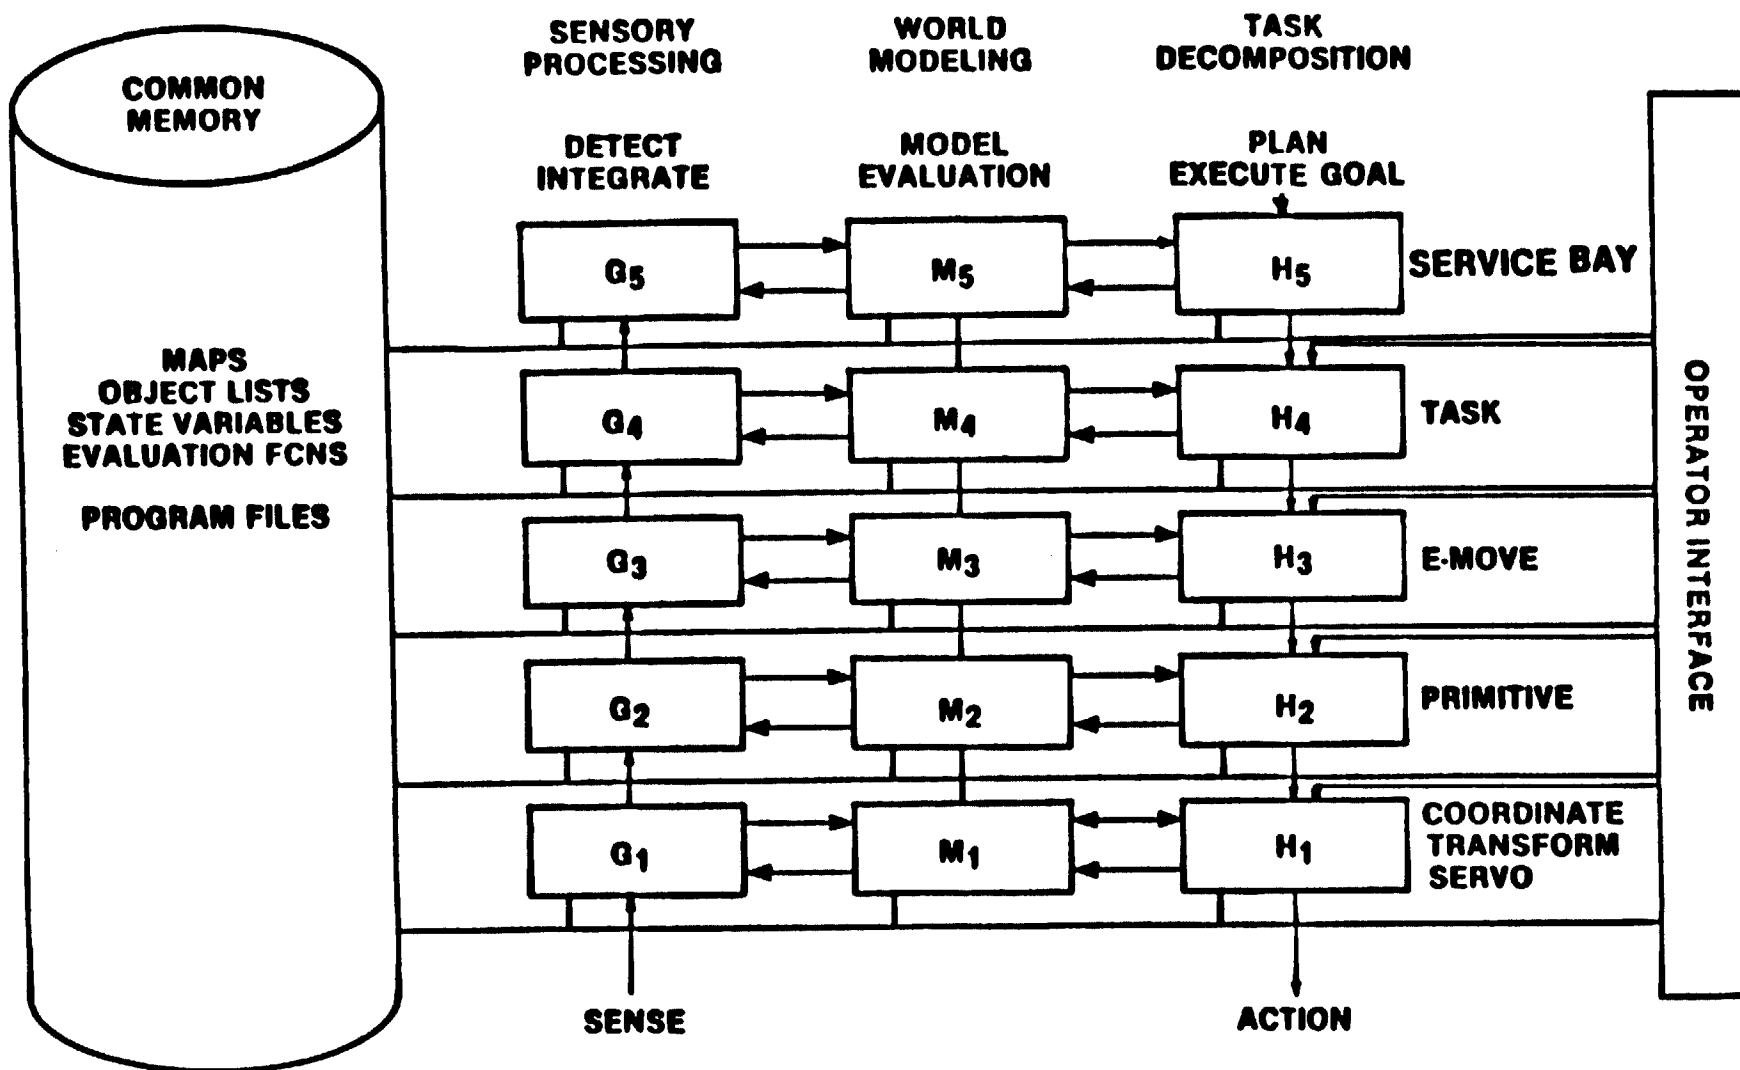 SENSORY
PROCESSING
WORLD
MODELING
TASK
DECOMPOSITION
COMMON
MEMORY
DETECT
INTEGRATE
MODEL
EVALUATION
PLAN
EXECUTE GOAL
G5
M5
H5
SERVICE BAY
MAPS
OBJECT LISTS
STATE VARIABLES
EVALUATION FCNS
PROGRAM FILES
G4
M4
H4
TASK
G3
M3
H3
E-MOVE
G2
M2
H2
PRIMITIVE
G1
M1
H1
COORDINATE
TRANSFORM
SERVO
OPERATOR INTERFACE
SENSE
ACTION